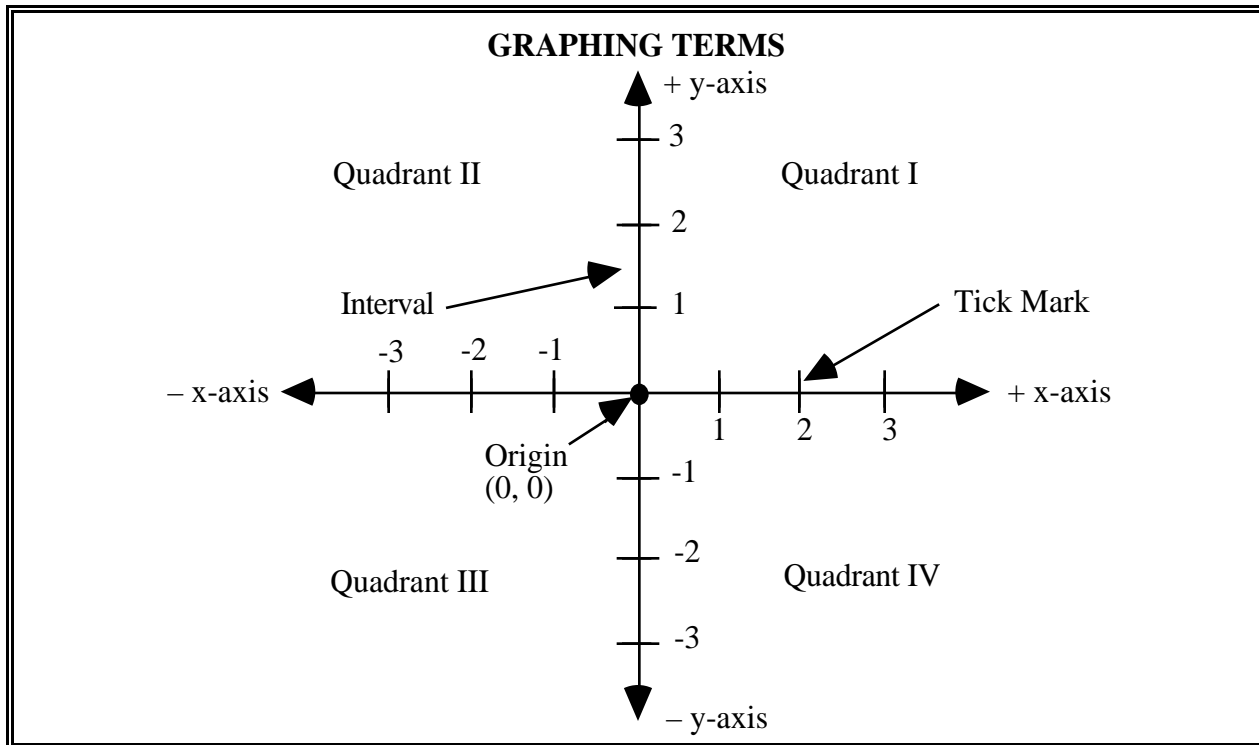 GRAPHING TERMS
+ y-axis
3
Quadrant II
Quadrant I
2
Interval
1
Tick Mark
-3
-2
-1
– x-axis
+ x-axis
1
2
3
Origin
(0, 0)
-1
-2
Quadrant III
Quadrant IV
-3
– y-axis